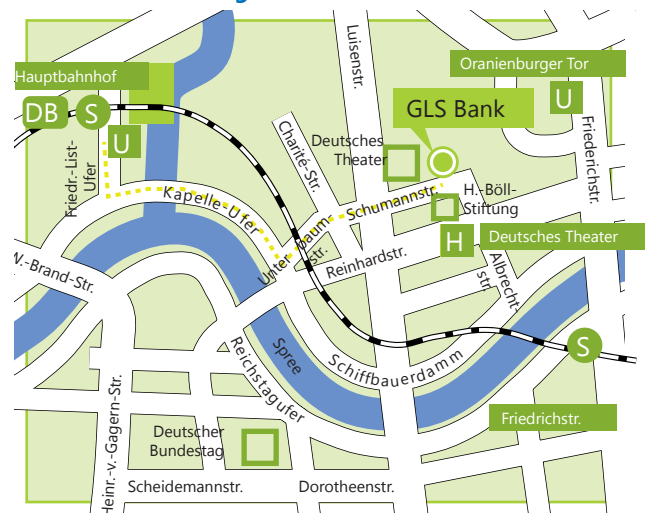 Luisenstr.
Oranienburger Tor
Hauptbahnhof
DB
S
U
U
GLS Bank
Charité-Str.
Deutsches
Theater
Friederichstr.
Friedr.-List-
Ufer
Kapelle-Ufer
Schumannstr.
H.-Böll-
Stiftung
Unter
baum-
str.
Reinhardstr.
H
Deutsches Theater
Albrecht-
str.
W.-Brand-Str.
Spree
Reichstagufer
Schiffbauerdamm
S
Friedrichstr.
Heinr.-v.-Gagern-Str.
Deutscher
Bundestag
Scheidemannstr.
Dorotheenstr.